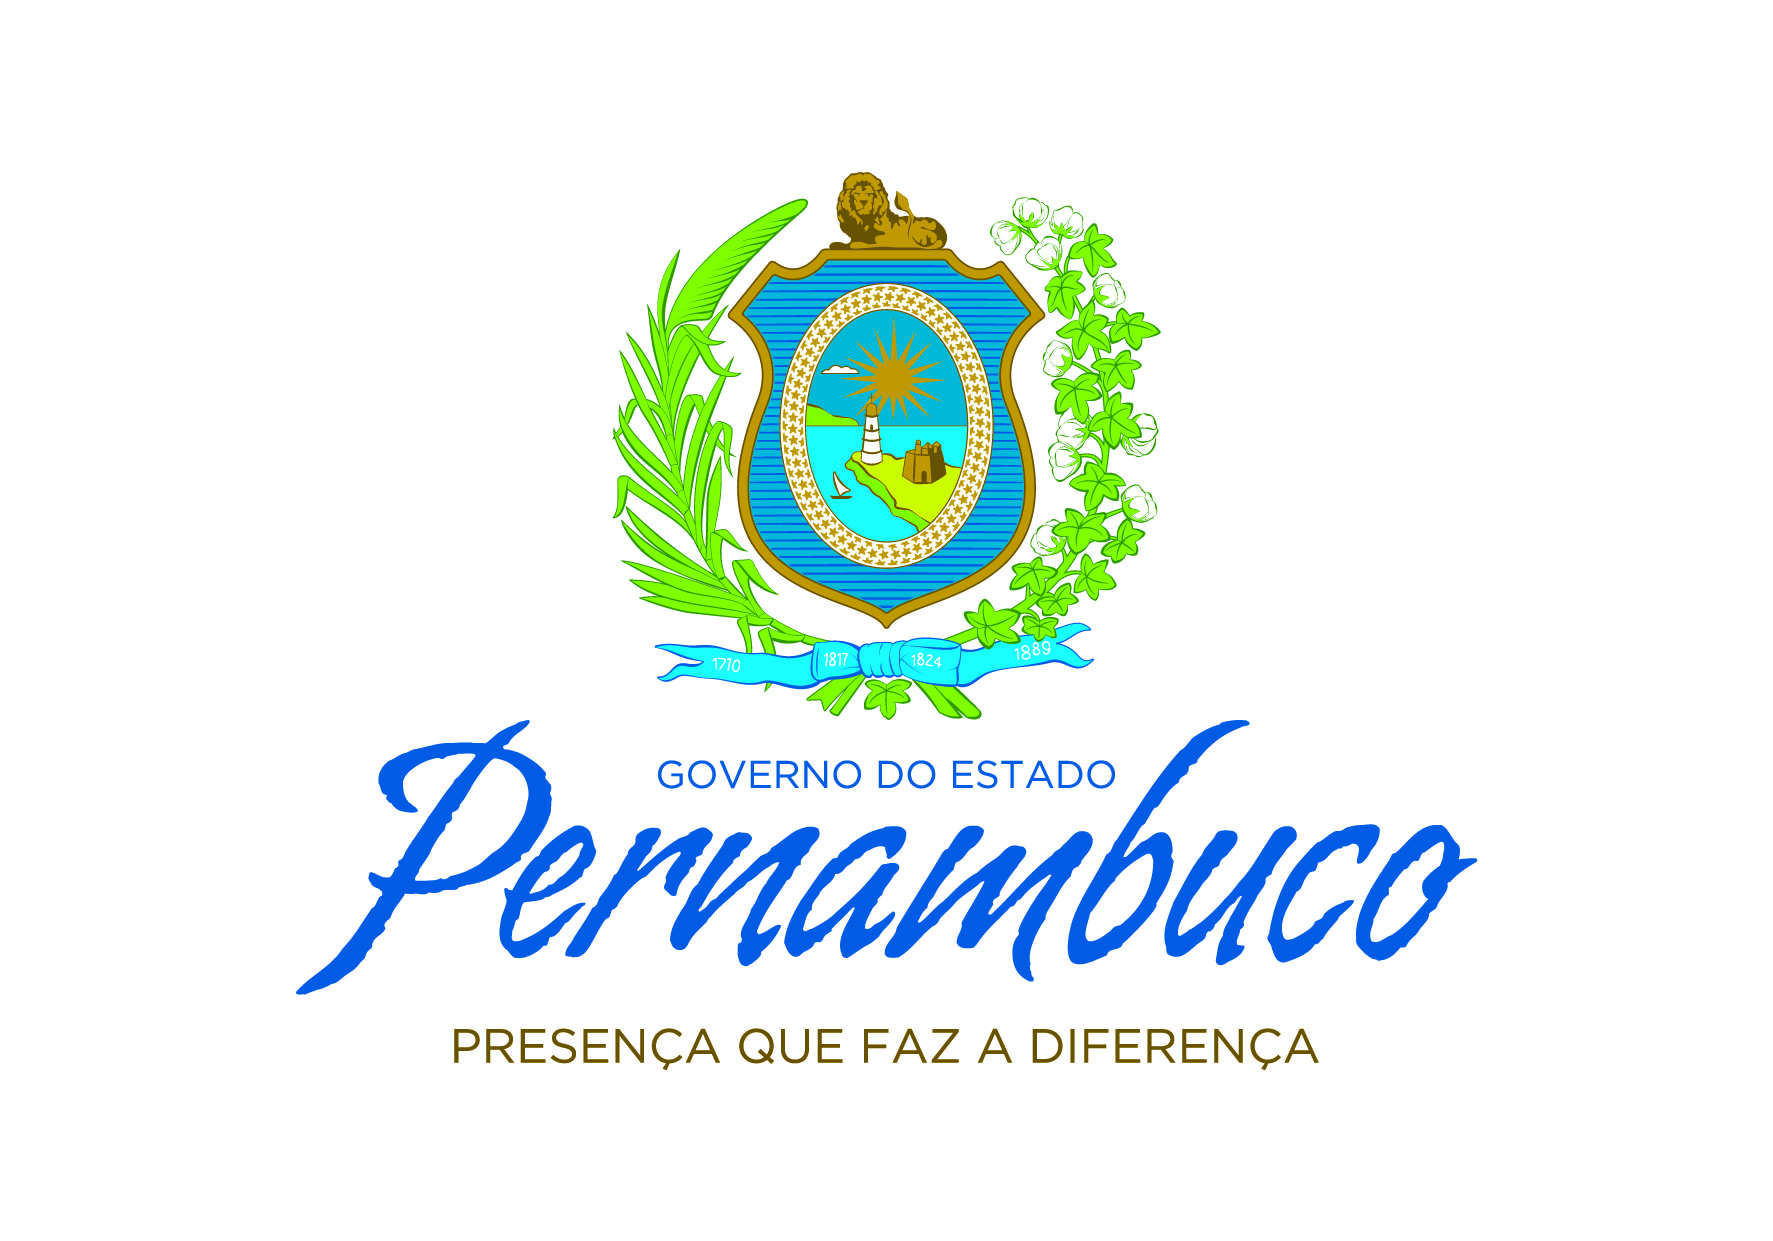 1710 1817 1824 1889
GOVERNO DO ESTADO
Pernambuco
PRESENÇA QUE FAZ A DIFERENÇA